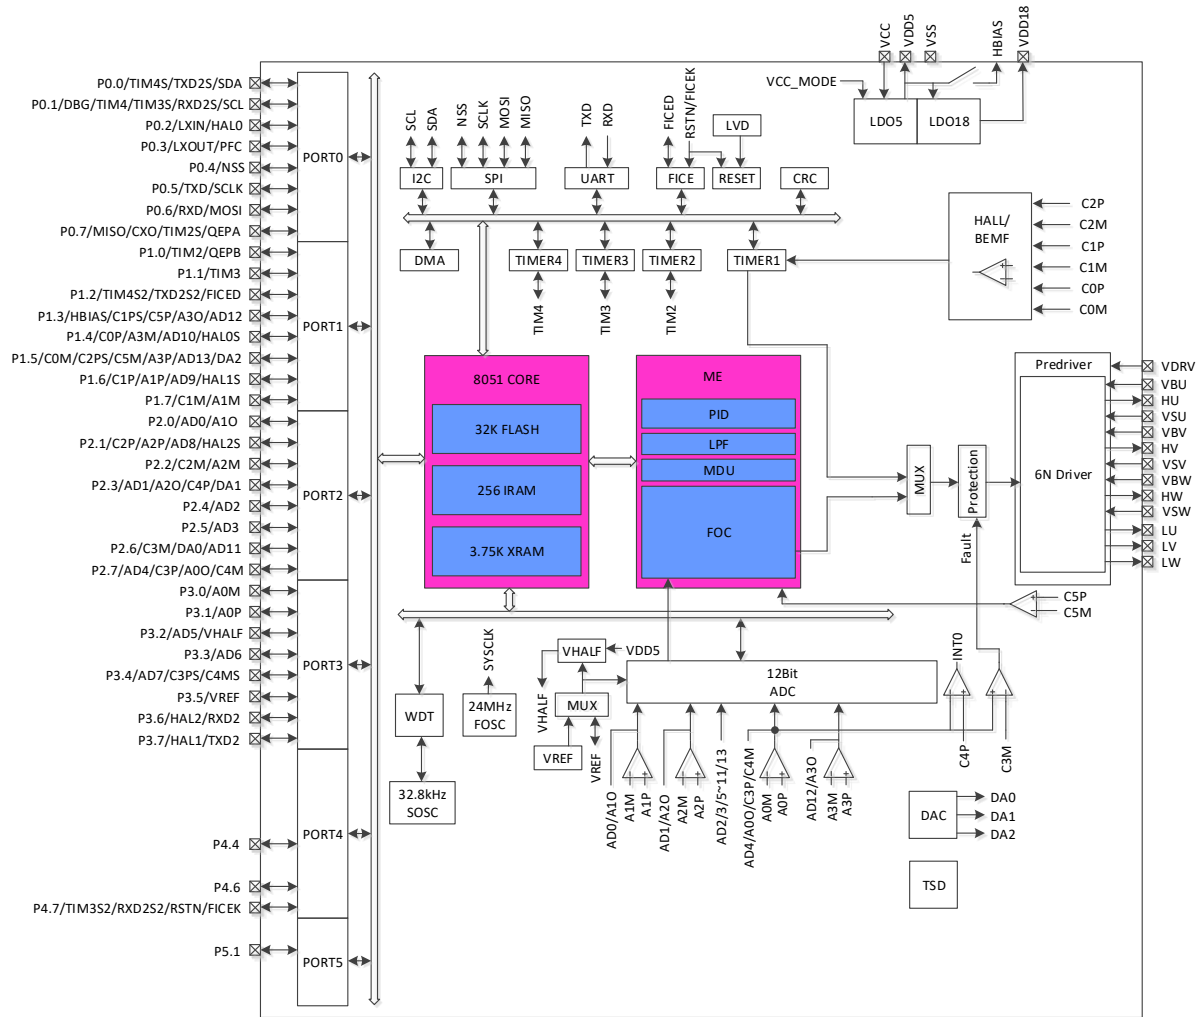 VCC
VDD5
VSS
HBIAS
VDD18
VCC_MODE
LDO5
LDO18
P0.0/TIM4S/TXD2S/SDA
P0.1/DBG/TIM4/TIM3S/RXD2S/SCL
P0.2/LXIN/HAL0
P0.3/LXOUT/PFC
P0.4/NSS
P0.5/TXD/SCLK
P0.6/RXD/MOSI
P0.7/MISO/CXO/TIM2S/QEPA
PORT0
P1.0/TIM2/QEPB
P1.1/TIM3
P1.2/TIM4S2/TXD2S2/FICED
P1.3/HBIAS/C1PS/C5P/A3O/AD12
P1.4/C0P/A3M/AD10/HAL0S
P1.5/C0M/C2PS/C5M/A3P/AD13/DA2
P1.6/C1P/A1P/AD9/HAL1S
P1.7/C1M/A1M
PORT1
P2.0/AD0/A1O
P2.1/C2P/A2P/AD8/HAL2S
P2.2/C2M/A2M
P2.3/AD1/A2O/C4P/DA1
P2.4/AD2
P2.5/AD3
P2.6/C3M/DA0/AD11
P2.7/AD4/C3P/A0O/C4M
PORT2
P3.0/A0M
P3.1/A0P
P3.2/AD5/VHALF
P3.3/AD6
P3.4/AD7/C3PS/C4MS
P3.5/VREF
P3.6/HAL2/RXD2
P3.7/HAL1/TXD2
PORT3
P4.4
P4.6
P4.7/TIM3S2/RXD2S2/RSTN/FICEK
PORT4
P5.1
PORT5
SCL
SDA
NSS
SCLK
MOSI
MISO
TXD
RXD
FICED
RSTN/FICEK
LVD
I2C
SPI
UART
FICE
RESET
CRC
DMA
TIMER4
TIMER3
TIMER2
TIMER1
TIM4
TIM3
TIM2
HALL/
BEMF
C2P
C2M
C1P
C1M
C0P
C0M
8051 CORE
32K FLASH
256 IRAM
3.75K XRAM
ME
PID
LPF
MDU
FOC
MUX
Protection
Fault
Predriver
6N Driver
VDRV
VBU
HU
VSU
VBV
HV
VSV
VBW
HW
VSW
LU
LV
LW
C5P
C5M
WDT
32.8kHz
SOSC
SYSCLK
24MHz
FOSC
VHALF
VDD5
VHALF
MUX
VREF
VREF
12Bit
ADC
AD0/A1O
A1M
A1P
AD1/A2O
A2M
A2P
AD2/3/5~11/13
AD4/A0O/C3P/C4M
A0M
A0P
AD12/A3O
A3M
A3P
INT0
C4P
C3M
DAC
DA0
DA1
DA2
TSD